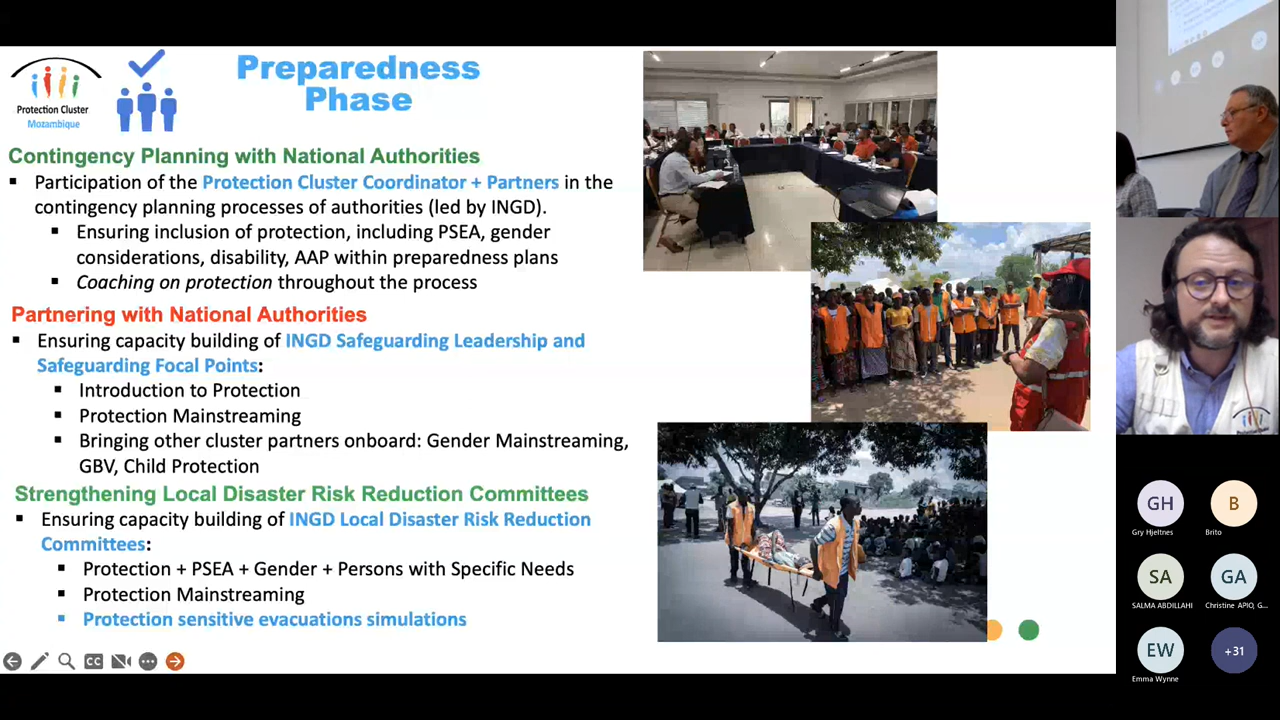 Protection Cluster
Mozambique
Preparedness
Phase
Contingency Planning with National Authorities
▪ Participation of the Protection Cluster Coordinator + Partners in the
contingency planning processes of authorities (led by INGD).
▪ Ensuring inclusion of protection, including PSEA, gender
considerations, disability, AAP within preparedness plans
▪ Coaching on protection throughout the process
Partnering with National Authorities
▪ Ensuring capacity building of INGD Safeguarding Leadership and
Safeguarding Focal Points:
▪ Introduction to Protection
▪ Protection Mainstreaming
▪ Bringing other cluster partners onboard: Gender Mainstreaming,
GBV, Child Protection
Strengthening Local Disaster Risk Reduction Committees
▪ Ensuring capacity building of INGD Local Disaster Risk Reduction
Committees:
▪ Protection + PSEA + Gender + Persons with Specific Needs
▪ Protection Mainstreaming
▪ Protection sensitive evacuations simulations
CC
GH
Gry Hjeltnes
B
Brito
SA
SALMA ABDILLAHI
GA
Christine APIO, G...
EW
Emma Wynne
+31